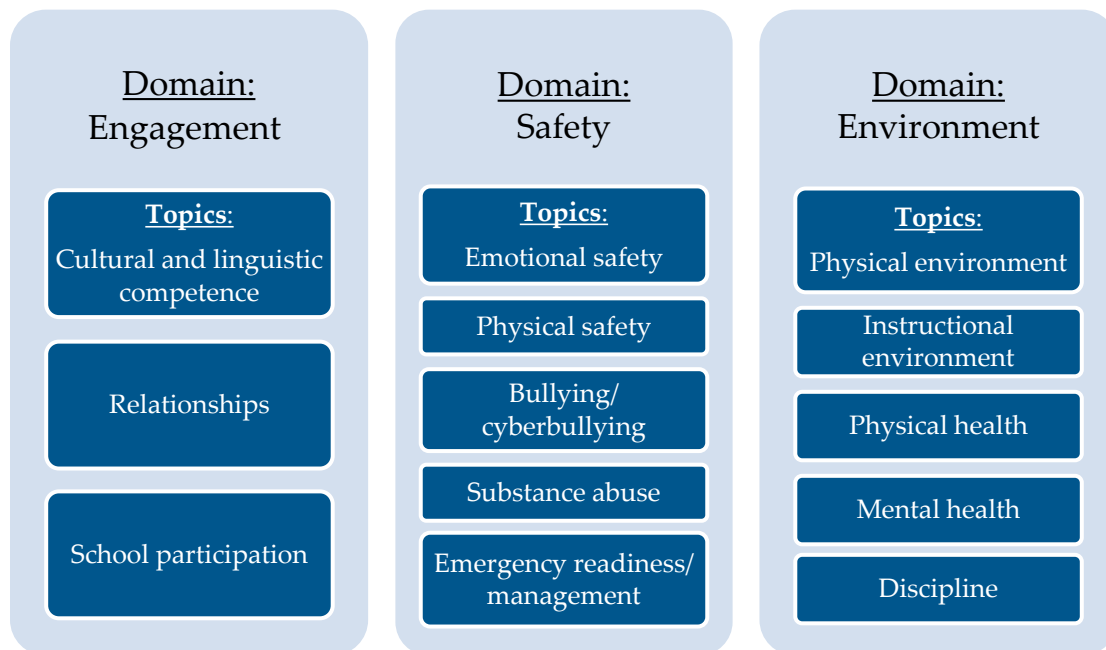 Domain:
Engagement
Topics:
Cultural and linguistic
competence
Relationships
School participation
Domain:
Safety
Topics:
Emotional safety
Physical safety
Bullying/
cyberbullying
Substance abuse
Emergency readiness/
management
Domain:
Environment
Topics:
Physical environment
Instructional
environment
Physical health
Mental health
Discipline